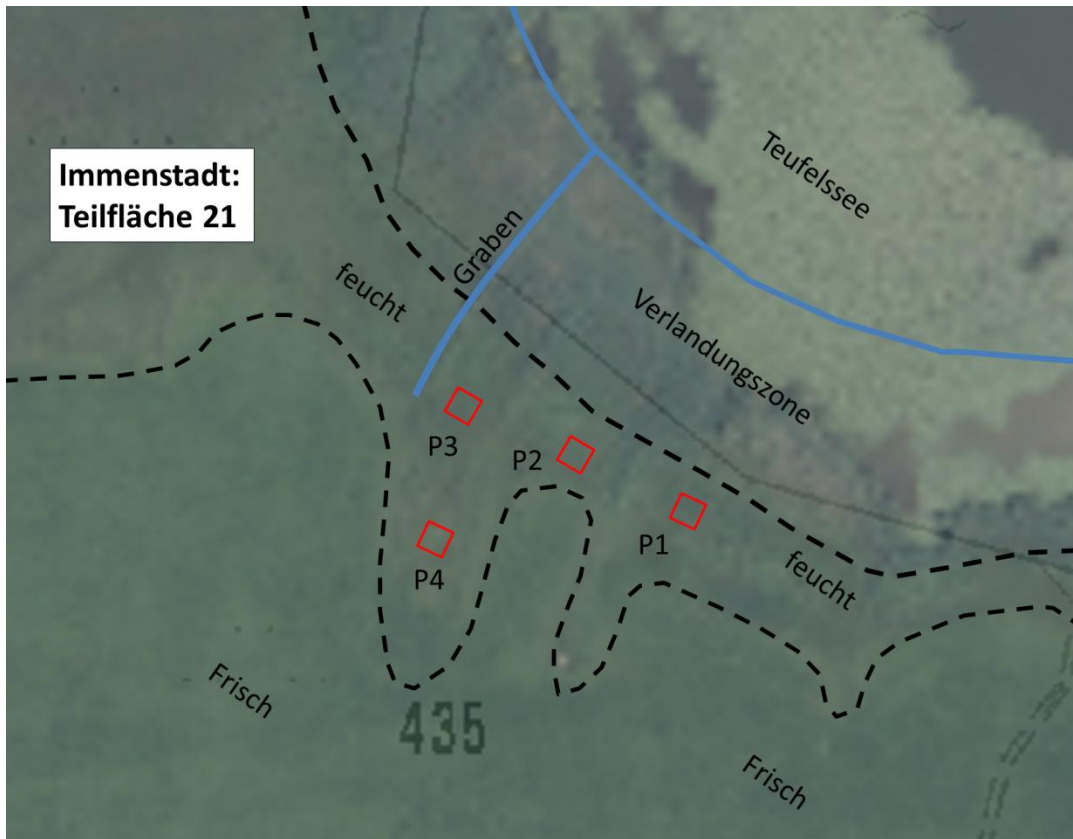 Immenstadt:
Teilfläche 21
Teufelssee
Graben
feucht
Verlandungszone
P3
P2
P1
feucht
P4
Frisch
435
Frisch